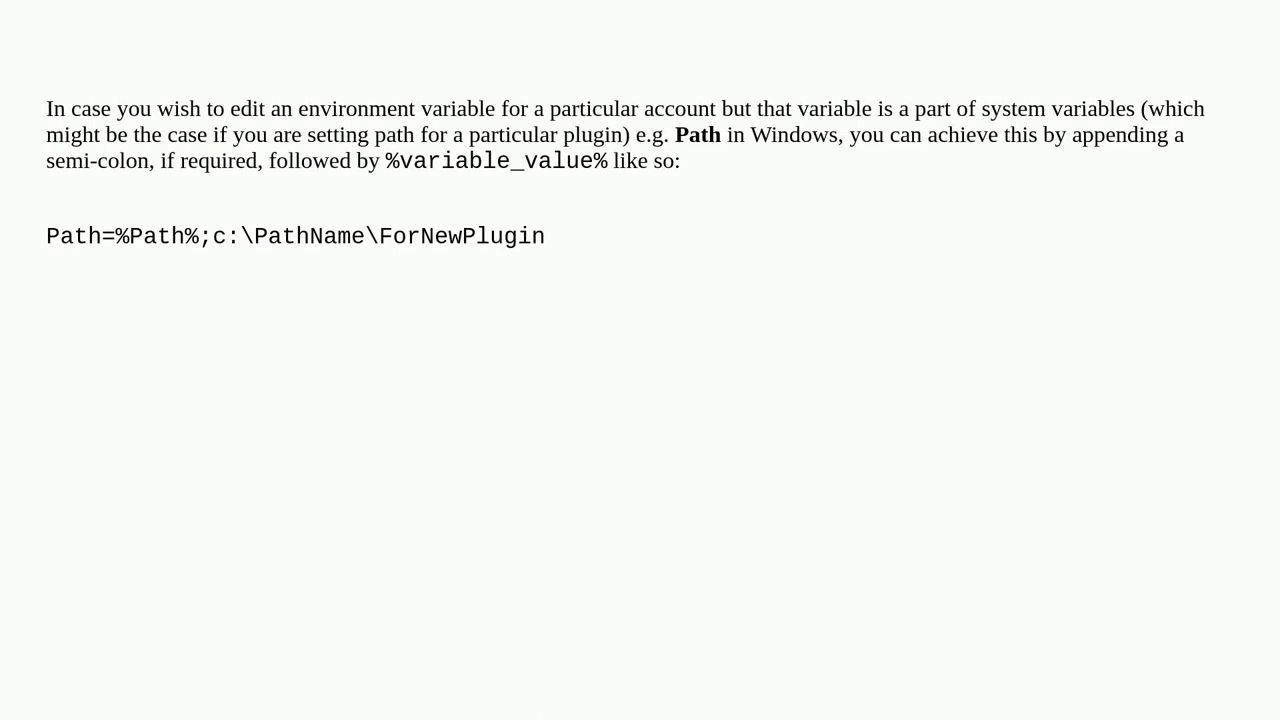 In case you wish to edit an environment variable for a particular account but that variable is a part of system variables (which
might be the case if you are setting path for a particular plugin) e.g. Path in Windows, you can achieve this by appending a
semi-colon, if required, followed by %variable_value% like so:
Path=%Path%;c:\PathName\ForNewPlugin